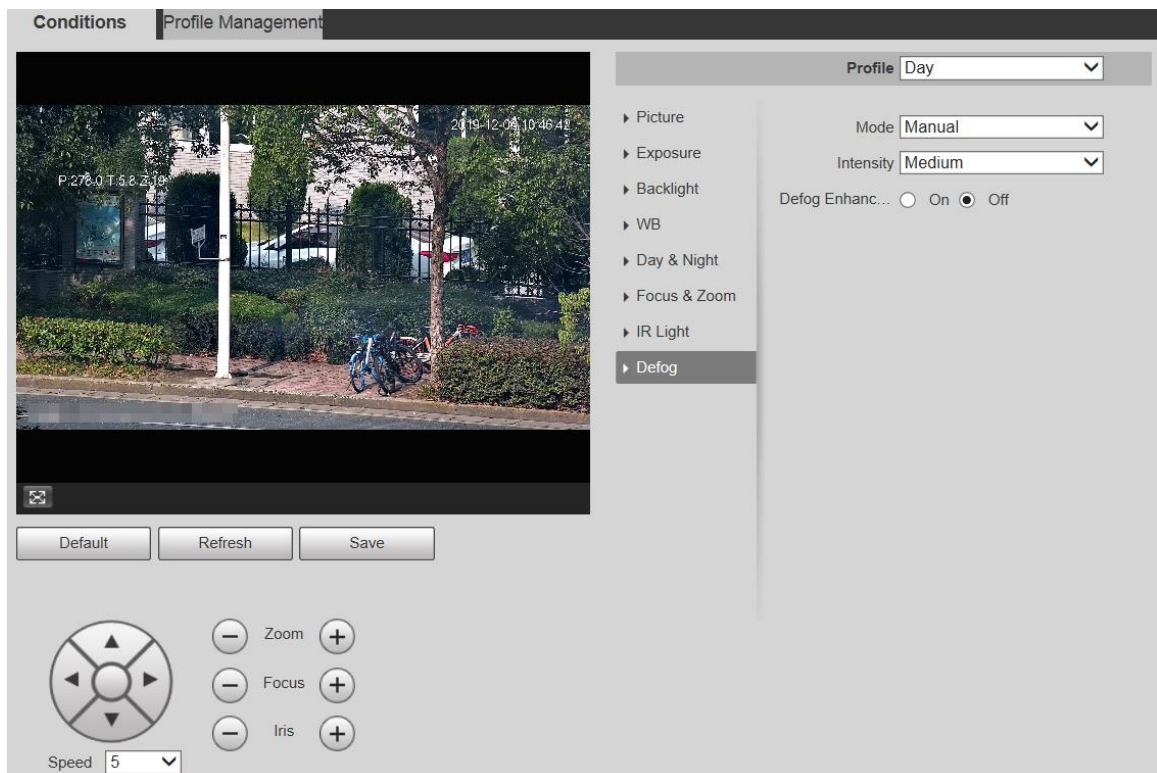 Conditions
Profile Management
Profile Day
2019-12-04 10:46:42
P:278.0 T:5.8 Z:19
Picture
Exposure
Backlight
WB
Day & Night
Focus & Zoom
IR Light
Defog
Mode Manual
Intensity Medium
Defog Enhanc... On Off
Default Refresh Save
Zoom
Focus
Iris
Speed 5